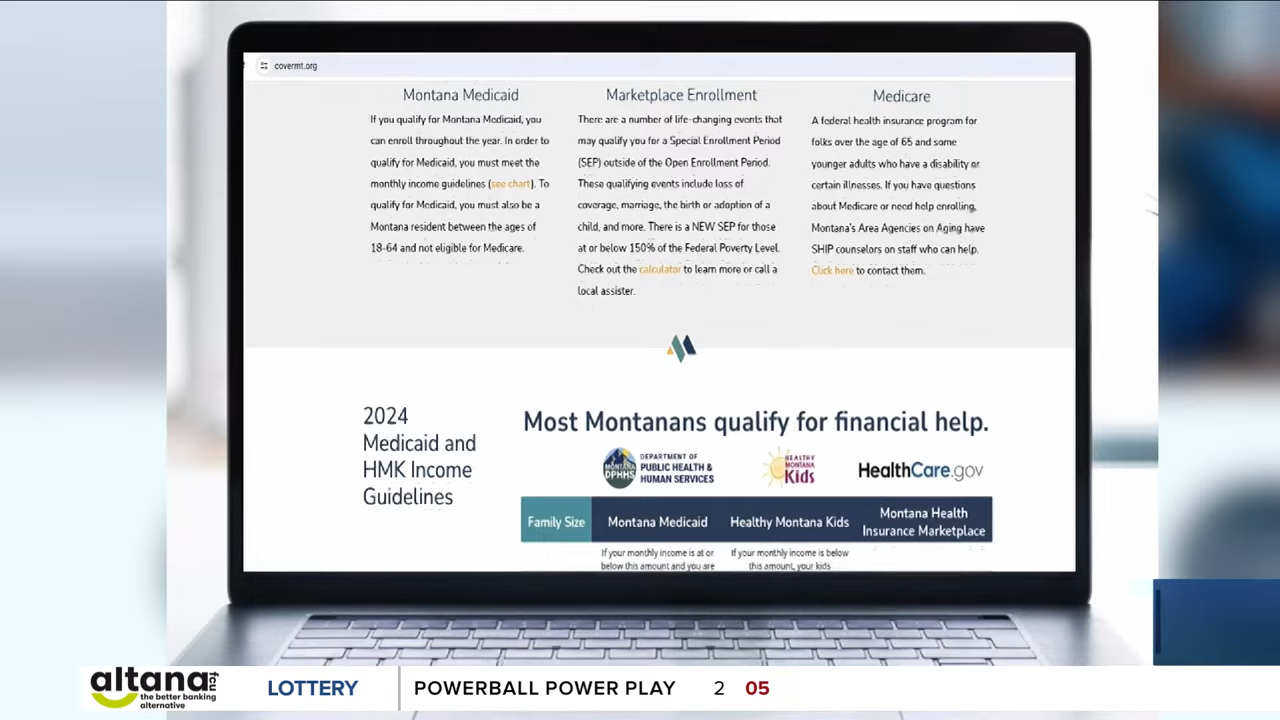 covermt.org
Montana Medicaid
If you qualify for Montana Medicaid, you
can enroll throughout the year. In order to
qualify for Medicaid, you must meet the
monthly income guidelines (see chart). To
qualify for Medicaid, you must also be a
Montana resident between the ages of
18-64 and not eligible for Medicare.
Marketplace Enrollment
There are a number of life-changing events that
may qualify you for a Special Enrollment Period
(SEP) outside of the Open Enrollment Period.
These qualifying events include loss of
coverage, marriage, the birth or adoption of a
child, and more. There is a NEW SEP for those
at or below 150% of the Federal Poverty Level.
Check out the calculator to learn more or call a
local assister.
Medicare
A federal health insurance program for
folks over the age of 65 and some
younger adults who have a disability or
certain illnesses. If you have questions
about Medicare or need help enrolling,
Montana's Area Agencies on Aging have
SHIP counselors on staff who can help.
Click here to contact them.
2024
Medicaid and
HMK Income
Guidelines
Most Montanans qualify for financial help.
MONTANA
DPHHS
DEPARTMENT OF
PUBLIC HEALTH &
HUMAN SERVICES
HEALTHY
MONTANA
Kids
HealthCare.gov
Family Size
Montana Medicaid
Healthy Montana Kids
Montana Health
Insurance Marketplace
If your monthly income is at or
below this amount and you are
If your monthly income is below
this amount, your kids
altana fcu
the better banking
alternative
LOTTERY
POWERBALL POWER PLAY 2 05